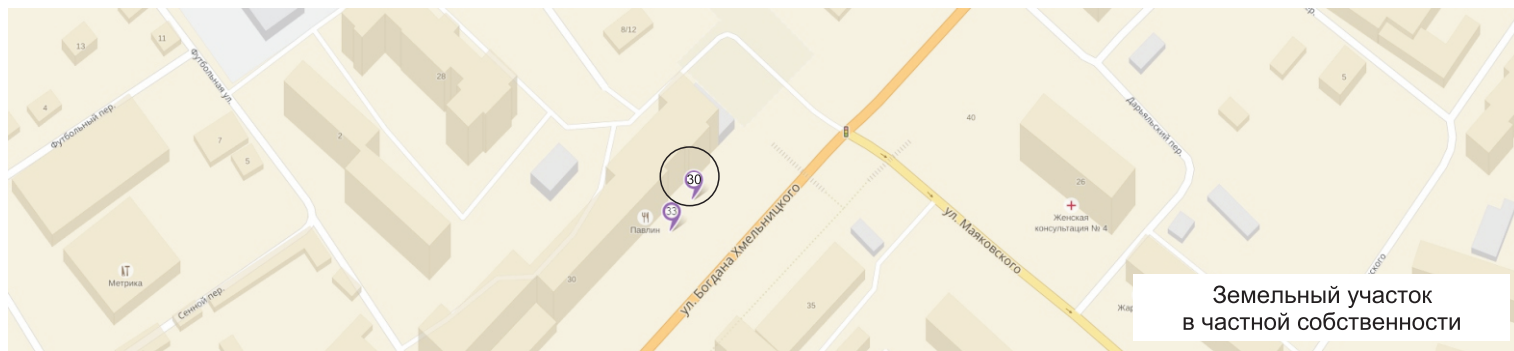 13
11
Футбольная ул.
8/12
28
4
Футбольный пер.
2
7
5
40
5
Дарьяльский пер.
30
33
Павлин
26
Женская
консультация № 4
ул. Богдана Хмельницкого
ул. Маяковского
Метрика
Сенной пер.
30
35
Земельный участок
в частной собственности